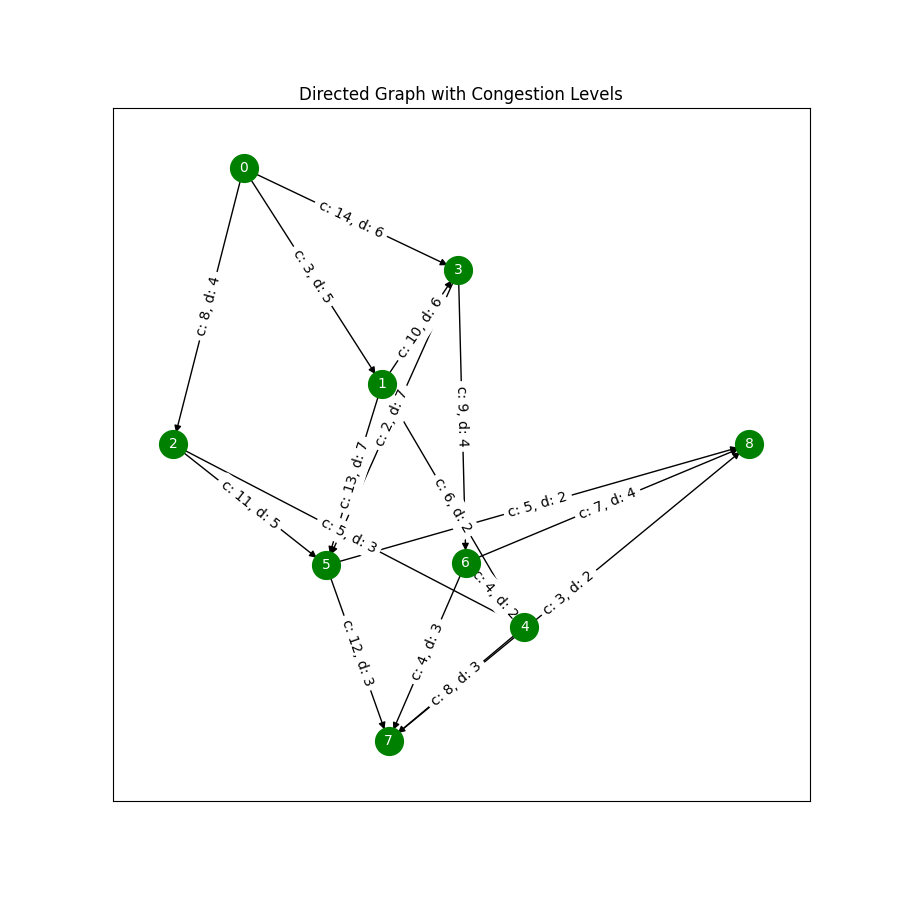 Directed Graph with Congestion Levels
0
c: 14, d: 6
3
c: 3, d: 5
c: 8, d: 4
c: 10, d: 6
1
c: 2, d: 7
c: 9, d: 4
2
8
c: 13, d: 7
c: 11, d: 5
c: 6, d: 2
c: 5, d: 2
c: 7, d: 4
c: 5, d: 3
5
6
c: 4, d: 2
c: 3, d: 2
4
c: 12, d: 3
c: 4, d: 3
c: 8, d: 3
7